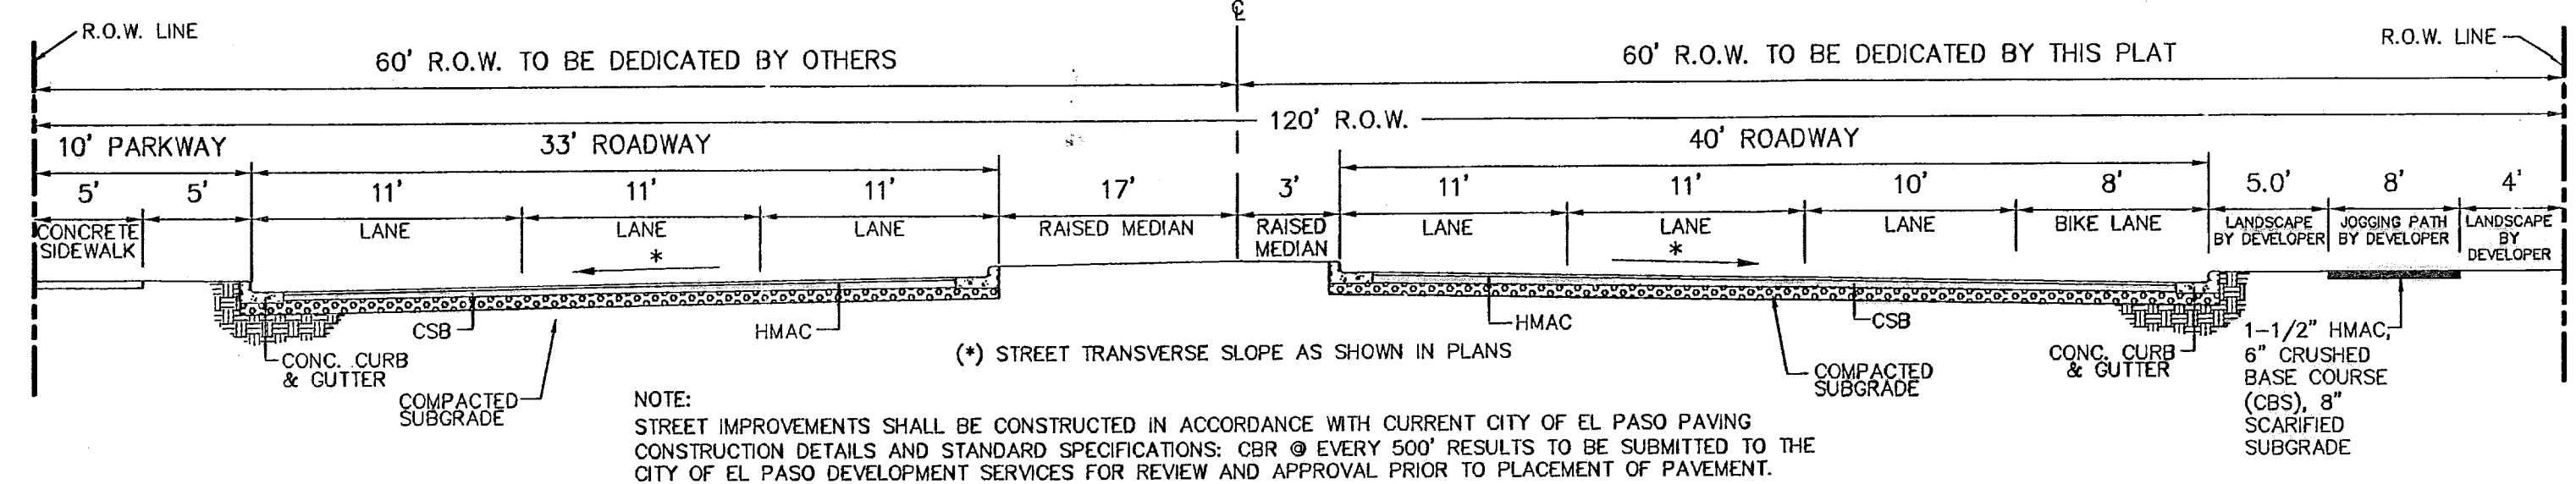 ℄
R.O.W. LINE
R.O.W. LINE
60' R.O.W. TO BE DEDICATED BY OTHERS
60' R.O.W. TO BE DEDICATED BY THIS PLAT
120' R.O.W.
10' PARKWAY
33' ROADWAY
40' ROADWAY
5'
5'
11'
11'
11'
17'
3'
11'
11'
10'
8'
5.0'
8'
4'
CONCRETE
SIDEWALK
LANE
LANE
*
LANE
RAISED MEDIAN
RAISED
MEDIAN
LANE
LANE
*
LANE
BIKE LANE
LANDSCAPE
BY DEVELOPER
JOGGING PATH
BY DEVELOPER
LANDSCAPE
BY
DEVELOPER
CSB
HMAC
HMAC
CSB
CONC. CURB
& GUTTER
COMPACTED
SUBGRADE
(*) STREET TRANSVERSE SLOPE AS SHOWN IN PLANS
COMPACTED
SUBGRADE
CONC. CURB
& GUTTER
1-1/2" HMAC,
6" CRUSHED
BASE COURSE
(CBS), 8"
SCARIFIED
SUBGRADE
NOTE:
STREET IMPROVEMENTS SHALL BE CONSTRUCTED IN ACCORDANCE WITH CURRENT CITY OF EL PASO PAVING
CONSTRUCTION DETAILS AND STANDARD SPECIFICATIONS: CBR @ EVERY 500' RESULTS TO BE SUBMITTED TO THE
CITY OF EL PASO DEVELOPMENT SERVICES FOR REVIEW AND APPROVAL PRIOR TO PLACEMENT OF PAVEMENT.